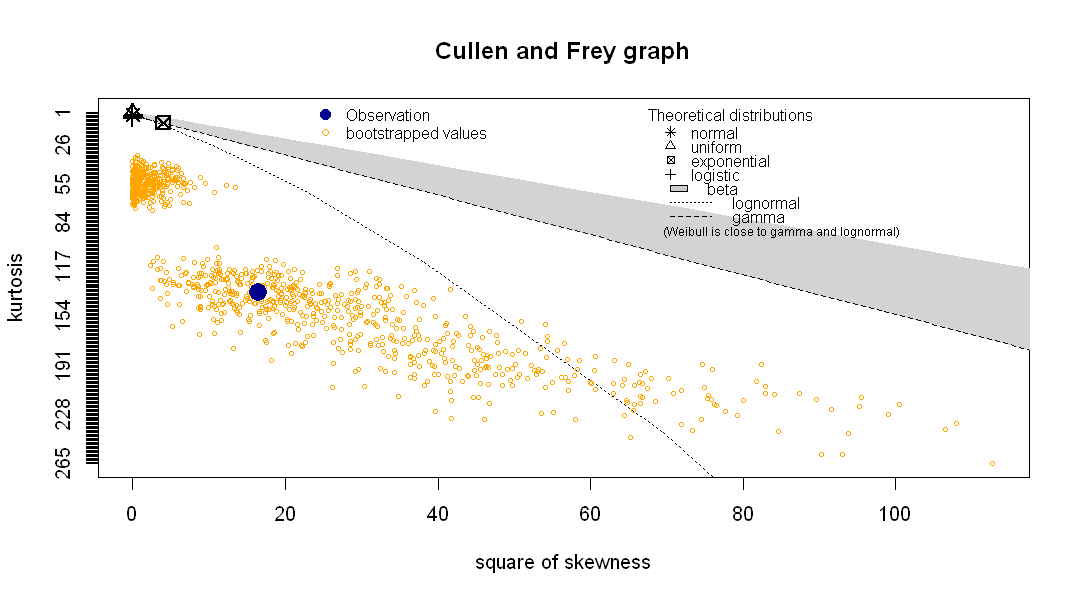 Cullen and Frey graph
Observation
bootstrapped values
Theoretical distributions
normal
uniform
exponential
logistic
beta
lognormal
gamma
(Weibull is close to gamma and lognormal)
kurtosis
1
26
55
84
117
154
191
228
265
0
20
40
60
80
100
square of skewness